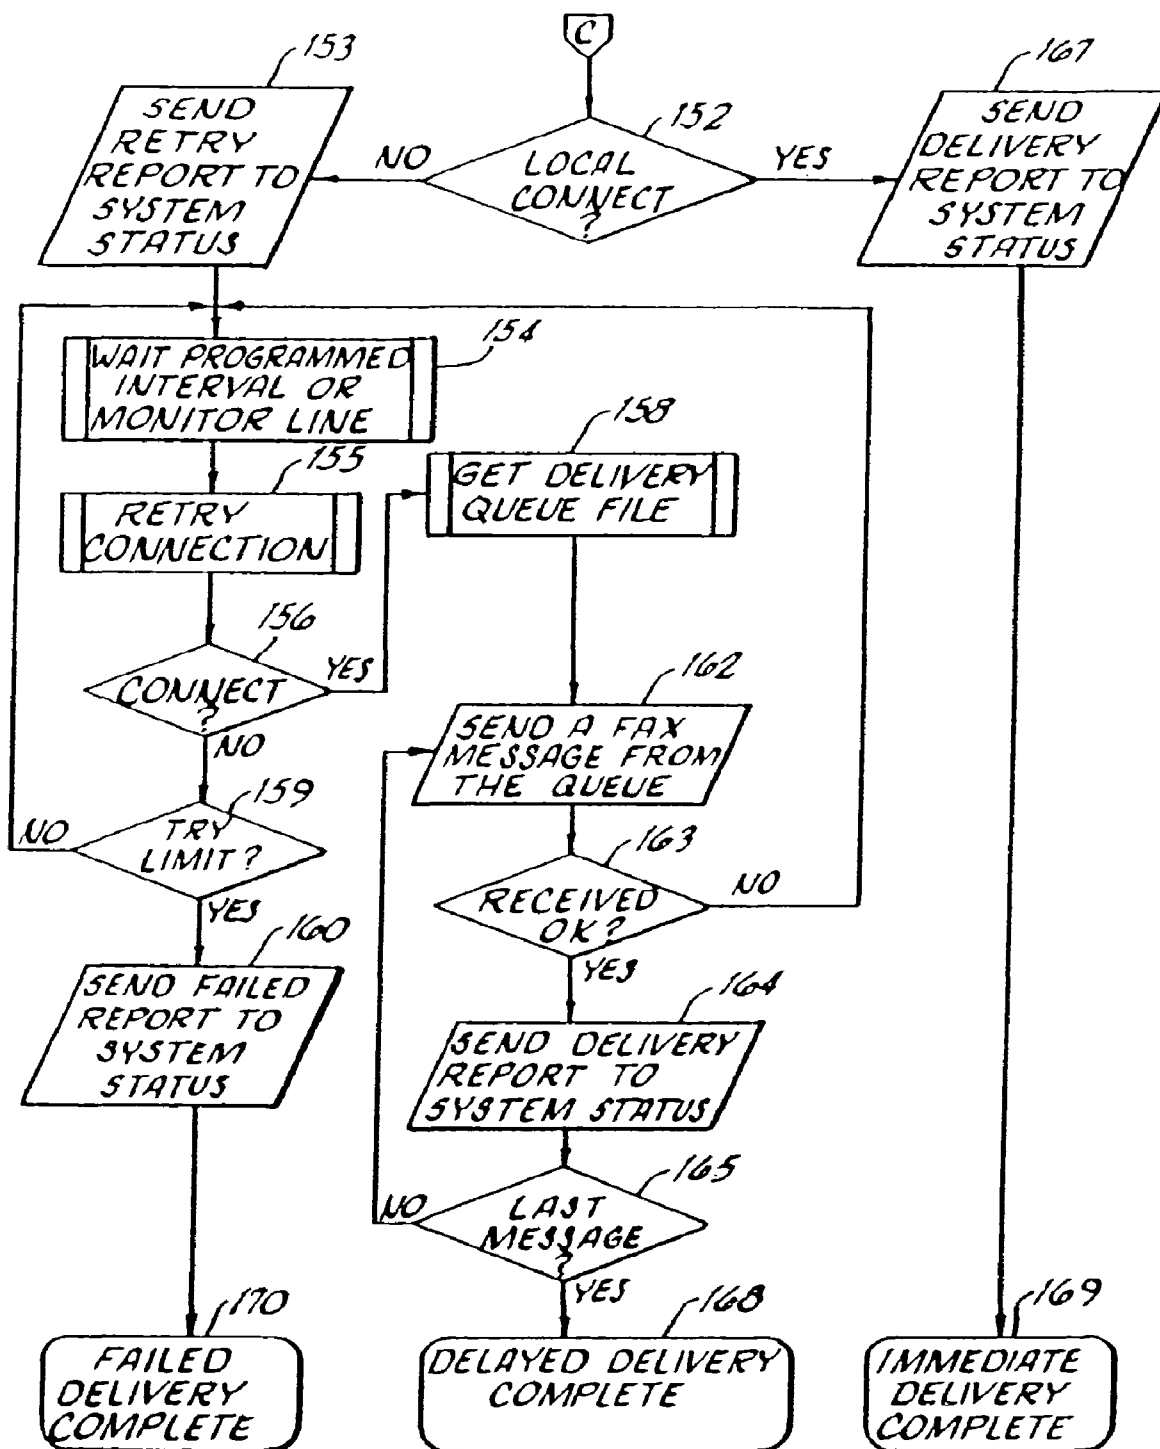 C
153
SEND
RETRY
REPORT TO
SYSTEM
STATUS
NO
152
LOCAL
CONNECT
?
YES
167
SEND
DELIVERY
REPORT TO
SYSTEM
STATUS
154
WAIT PROGRAMMED
INTERVAL OR
MONITOR LINE
155
RETRY
CONNECTION
158
GET DELIVERY
QUEUE FILE
156
CONNECT
?
YES
NO
162
SEND A FAX
MESSAGE FROM
THE QUEUE
159
TRY
LIMIT?
NO
YES
163
RECEIVED
OK?
NO
YES
160
SEND FAILED
REPORT TO
SYSTEM
STATUS
164
SEND DELIVERY
REPORT TO
SYSTEM STATUS
165
LAST
MESSAGE
?
NO
YES
170
FAILED
DELIVERY
COMPLETE
168
DELAYED DELIVERY
COMPLETE
169
IMMEDIATE
DELIVERY
COMPLETE